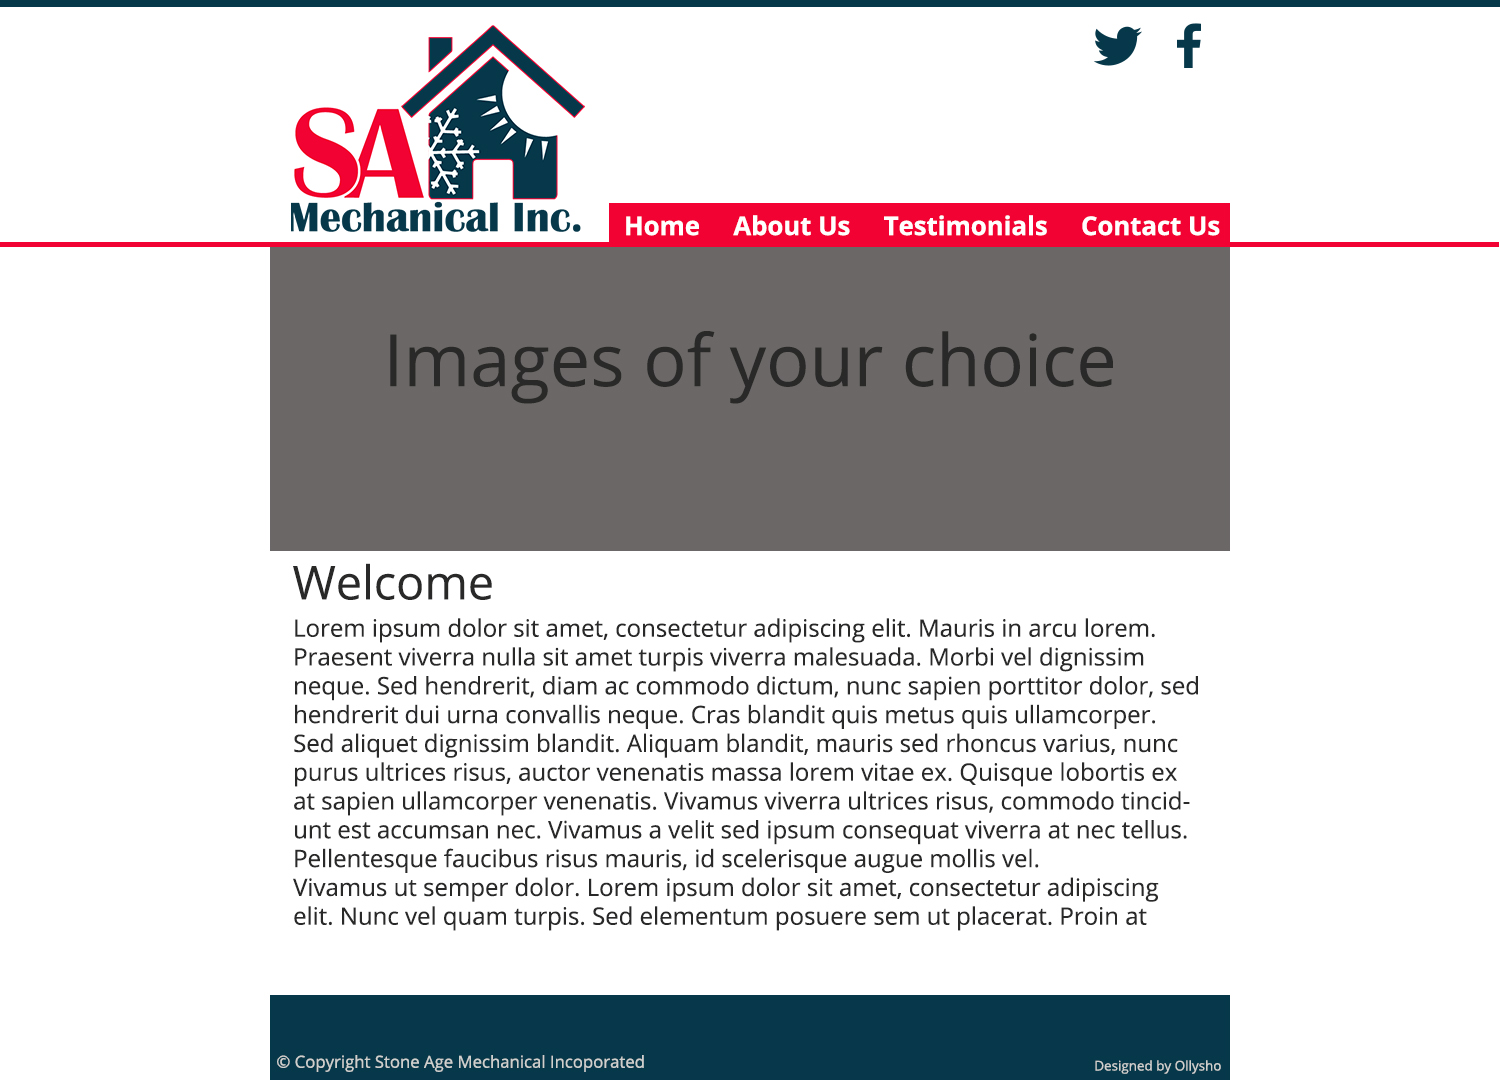 SA
Mechanical Inc.
Home About Us Testimonials Contact Us
Images of your choice
Welcome
Lorem ipsum dolor sit amet, consectetur adipiscing elit. Mauris in arcu lorem.
Praesent viverra nulla sit amet turpis viverra malesuada. Morbi vel dignissim
neque. Sed hendrerit, diam ac commodo dictum, nunc sapien porttitor dolor, sed
hendrerit dui urna convallis neque. Cras blandit quis metus quis ullamcorper.
Sed aliquet dignissim blandit. Aliquam blandit, mauris sed rhoncus varius, nunc
purus ultrices risus, auctor venenatis massa lorem vitae ex. Quisque lobortis ex
at sapien ullamcorper venenatis. Vivamus viverra ultrices risus, commodo tincid-
unt est accumsan nec. Vivamus a velit sed ipsum consequat viverra at nec tellus.
Pellentesque faucibus risus mauris, id scelerisque augue mollis vel.
Vivamus ut semper dolor. Lorem ipsum dolor sit amet, consectetur adipiscing
elit. Nunc vel quam turpis. Sed elementum posuere sem ut placerat. Proin at
© Copyright Stone Age Mechanical Incoporated
Designed by Ollysho